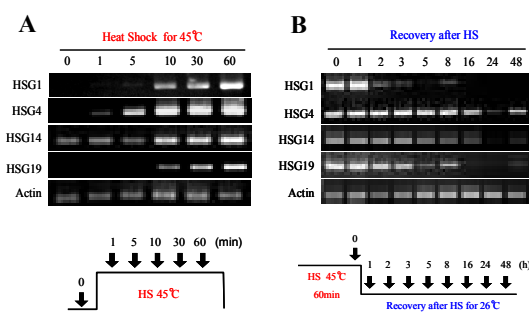 A
Heat Shock for 45℃
0 1 5 10 30 60
HSG1
HSG4
HSG14
HSG19
Actin
1 5 10 30 60 (min)
0
HS 45℃
B
Recovery after HS
0 1 2 3 5 8 16 24 48
HSG1
HSG4
HSG14
HSG19
Actin
0
1 2 3 5 8 16 24 48 (h)
HS 45℃
60min
Recovery after HS for 26℃